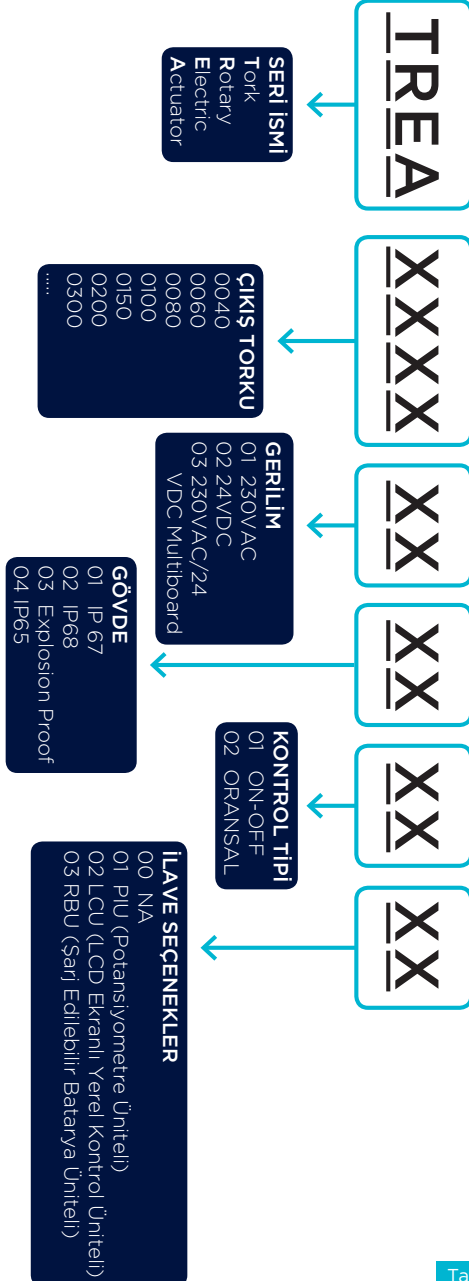 TREA XXXX XX XX XX XX
SERİ İSMİ
Tork
Rotary
Electric
Actuator
ÇIKIŞ TORKU
0040
0060
0080
0100
0150
0200
0300
.....
GERİLİM
01 230VAC
02 24VDC
03 230VAC/24
VDC Multiboard
GÖVDE
01 IP 67
02 IP68
03 Explosion Proof
04 IP65
KONTROL TİPİ
01 ON-OFF
02 ORANSAL
İLAVE SEÇENEKLER
00 NA
01 PIU (Potansiyometre Üniteli)
02 LCU (LCD Ekranlı Yerel Kontrol Üniteli)
03 RBU (Şarj Edilebilir Batarya Üniteli)